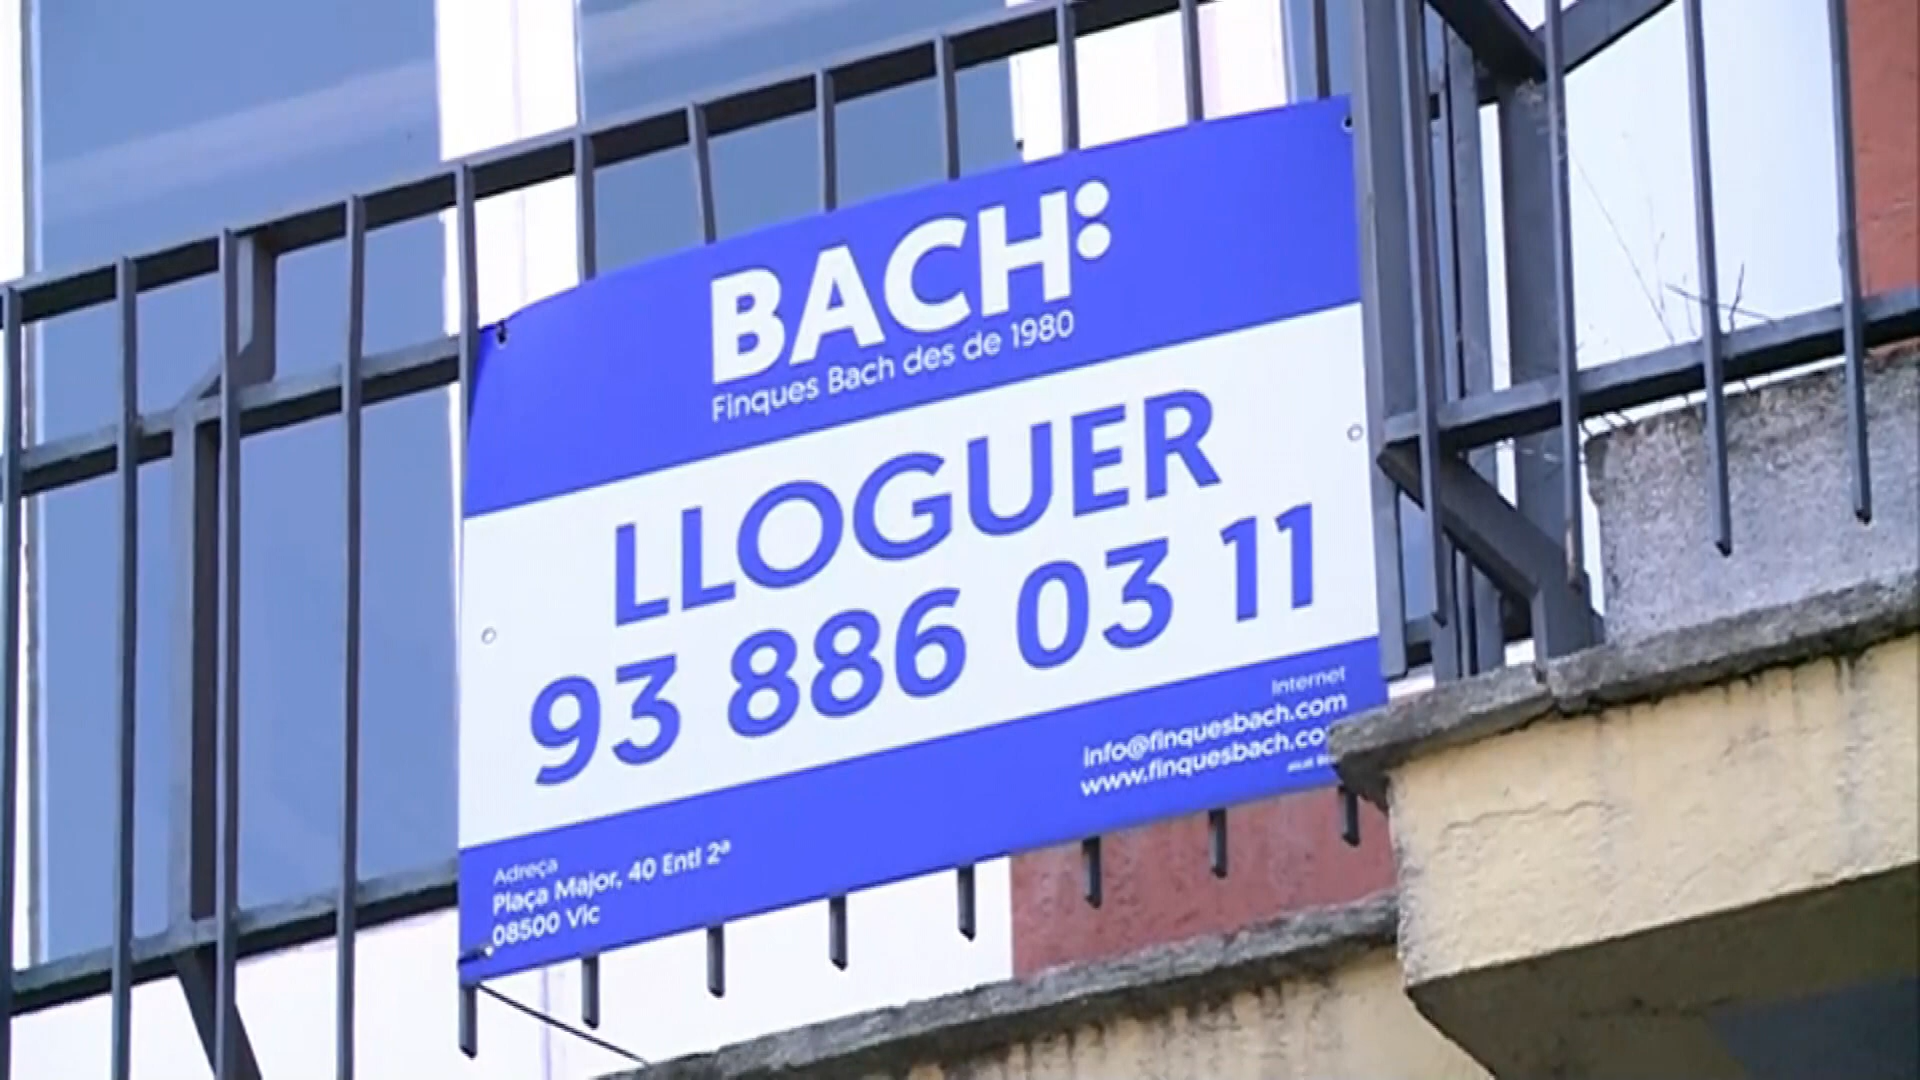 BACH:
Finques Bach des de 1980
LLOGUER
93 886 03 11
Internet
info@finquesbach.com
www.finquesbach.co
Adreça
Plaça Major, 40 Entl 2ª
08500 Vic